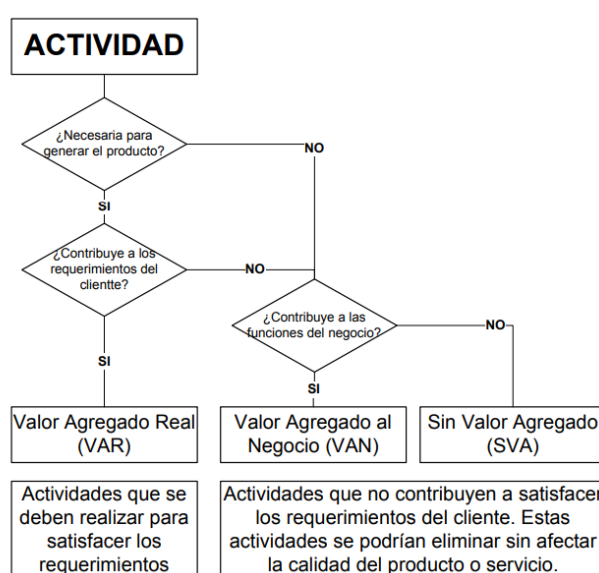 ACTIVIDAD
¿Necesaria para
generar el producto?
NO
SI
¿Contribuye a los
requerimientos del
clientte?
NO
¿Contribuye a las
funciones del negocio?
NO
SI
SI
Valor Agregado Real
(VAR)
Valor Agregado al
Negocio (VAN)
Sin Valor Agregado
(SVA)
Actividades que se
deben realizar para
satisfacer los
requerimientos
Actividades que no contribuyen a satisfacer
los requerimientos del cliente. Estas
actividades se podrían eliminar sin afectar
la calidad del producto o servicio.